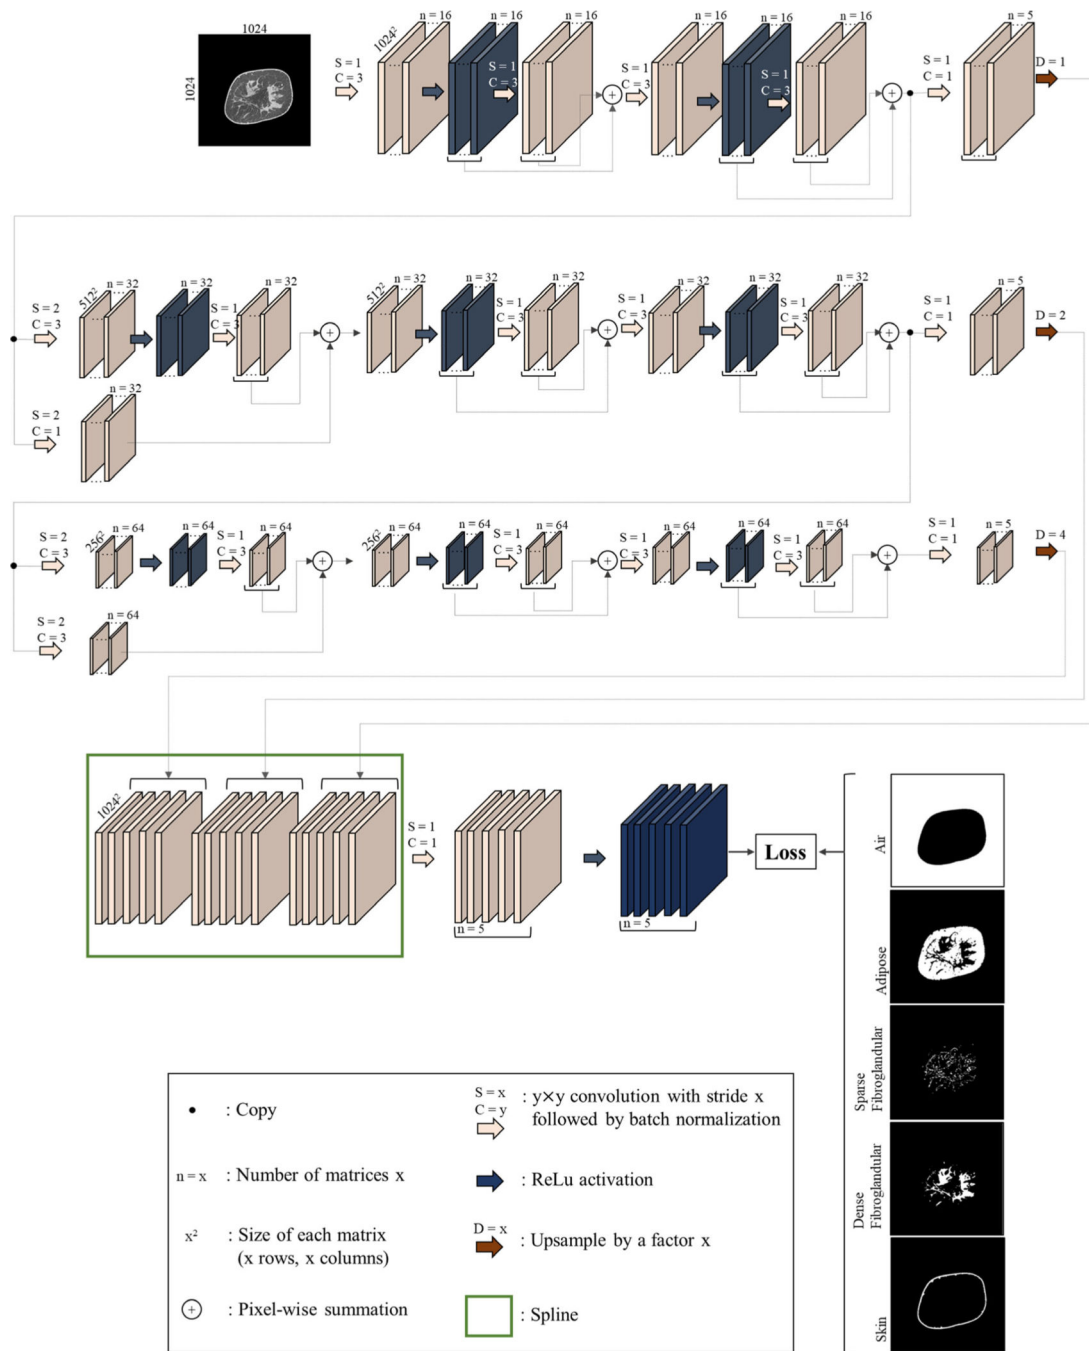 1024
1024
S = 1
C = 3
1024²
n = 16
n = 16
S = 1
C = 3
n = 16
S = 1
C = 3
n = 16
n = 16
S = 1
C = 3
n = 16
S = 1
C = 1
n = 5
D = 1
S = 2
C = 3
512²
n = 32
n = 32
S = 1
C = 3
n = 32
512²
n = 32
n = 32
S = 1
C = 3
n = 32
S = 1
C = 3
n = 32
n = 32
S = 1
C = 3
n = 32
S = 1
C = 1
n = 5
D = 2
S = 2
C = 1
n = 32
S = 2
C = 3
256²
n = 64
n = 64
S = 1
C = 3
n = 64
256²
n = 64
n = 64
S = 1
C = 3
n = 64
S = 1
C = 3
n = 64
n = 64
S = 1
C = 3
n = 64
S = 1
C = 1
n = 5
D = 4
S = 2
C = 3
n = 64
1024²
S = 1
C = 1
n = 5
n = 5
Loss
Air
Adipose
Sparse
Fibroglandular
Dense
Fibroglandular
Skin
: Copy
n = x : Number of matrices x
x² : Size of each matrix
(x rows, x columns)
: Pixel-wise summation
S = x
C = y
: y×y convolution with stride x
followed by batch normalization
: ReLu activation
D = x
: Upsample by a factor x
: Spline